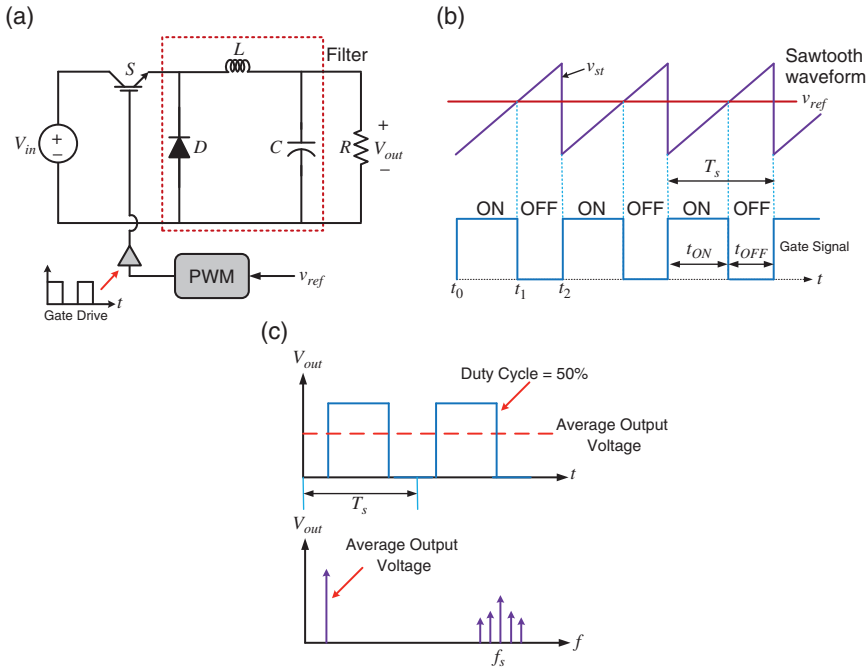 (a)
S
L
Filter
V_in
+
−
D
C
R
+
V_out
−
PWM
v_ref
t
Gate Drive
(b)
v_st
Sawtooth
waveform
v_ref
T_s
ON OFF ON OFF ON OFF
Gate Signal
t_ON t_OFF
t_0 t_1 t_2 t
(c)
V_out
Duty Cycle = 50%
Average Output
Voltage
t
T_s
V_out
Average Output
Voltage
f
f_s